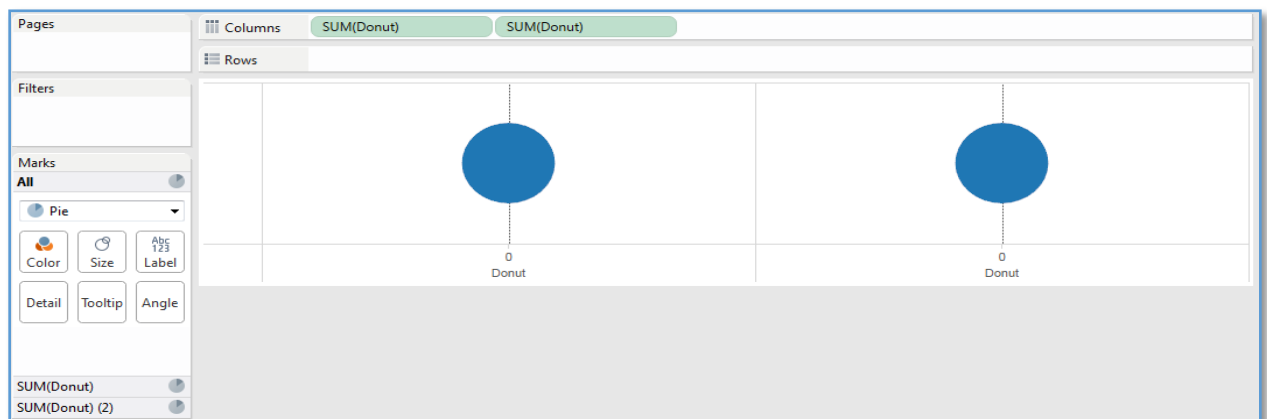 Pages
Columns SUM(Donut) SUM(Donut)
Rows
Filters
Marks
All
Pie
Color Size Abc 123 Label
Detail Tooltip Angle
SUM(Donut)
SUM(Donut) (2)
0 0
Donut Donut